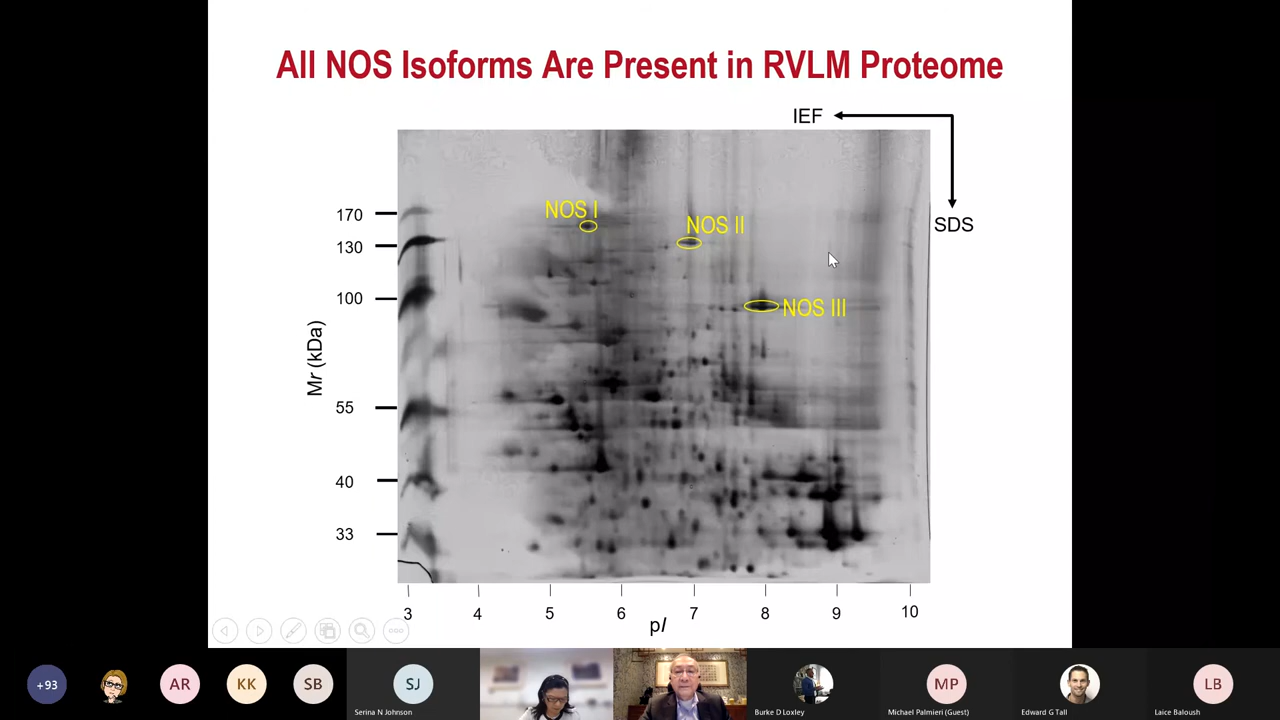 All NOS Isoforms Are Present in RVLM Proteome
IEF
SDS
NOS I
NOS II
NOS III
170
130
100
55
40
33
Mr (kDa)
3 4 5 6 7 8 9 10
pI
+93
AR
KK
SB
SJ
Serina N Johnson
Burke D Loxley
MP
Michael Palmieri (Guest)
Edward G Tall
LB
Laice Baloush